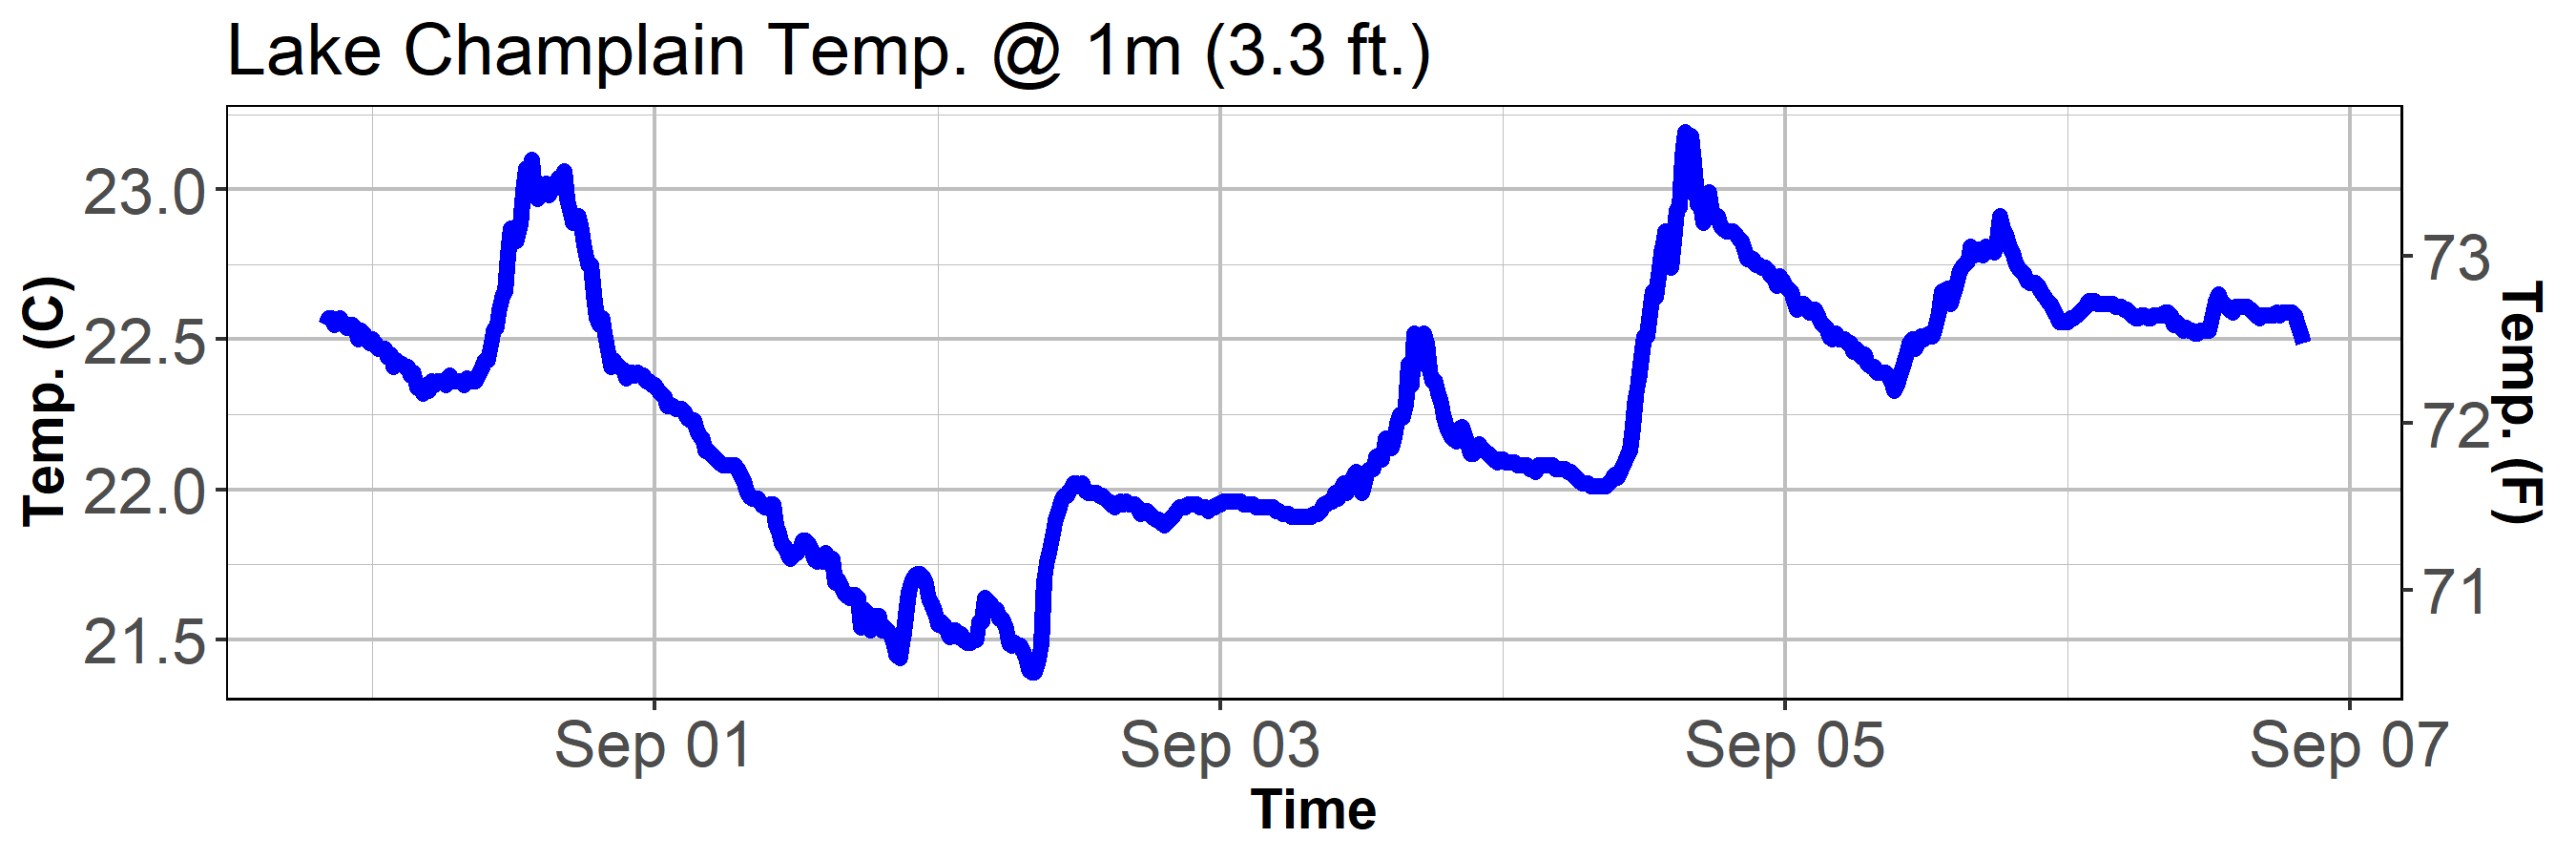 Lake Champlain Temp. @ 1m (3.3 ft.)
Temp. (C)
23.0
22.5
22.0
21.5
73
72
71
Temp. (F)
Sep 01
Sep 03
Sep 05
Sep 07
Time